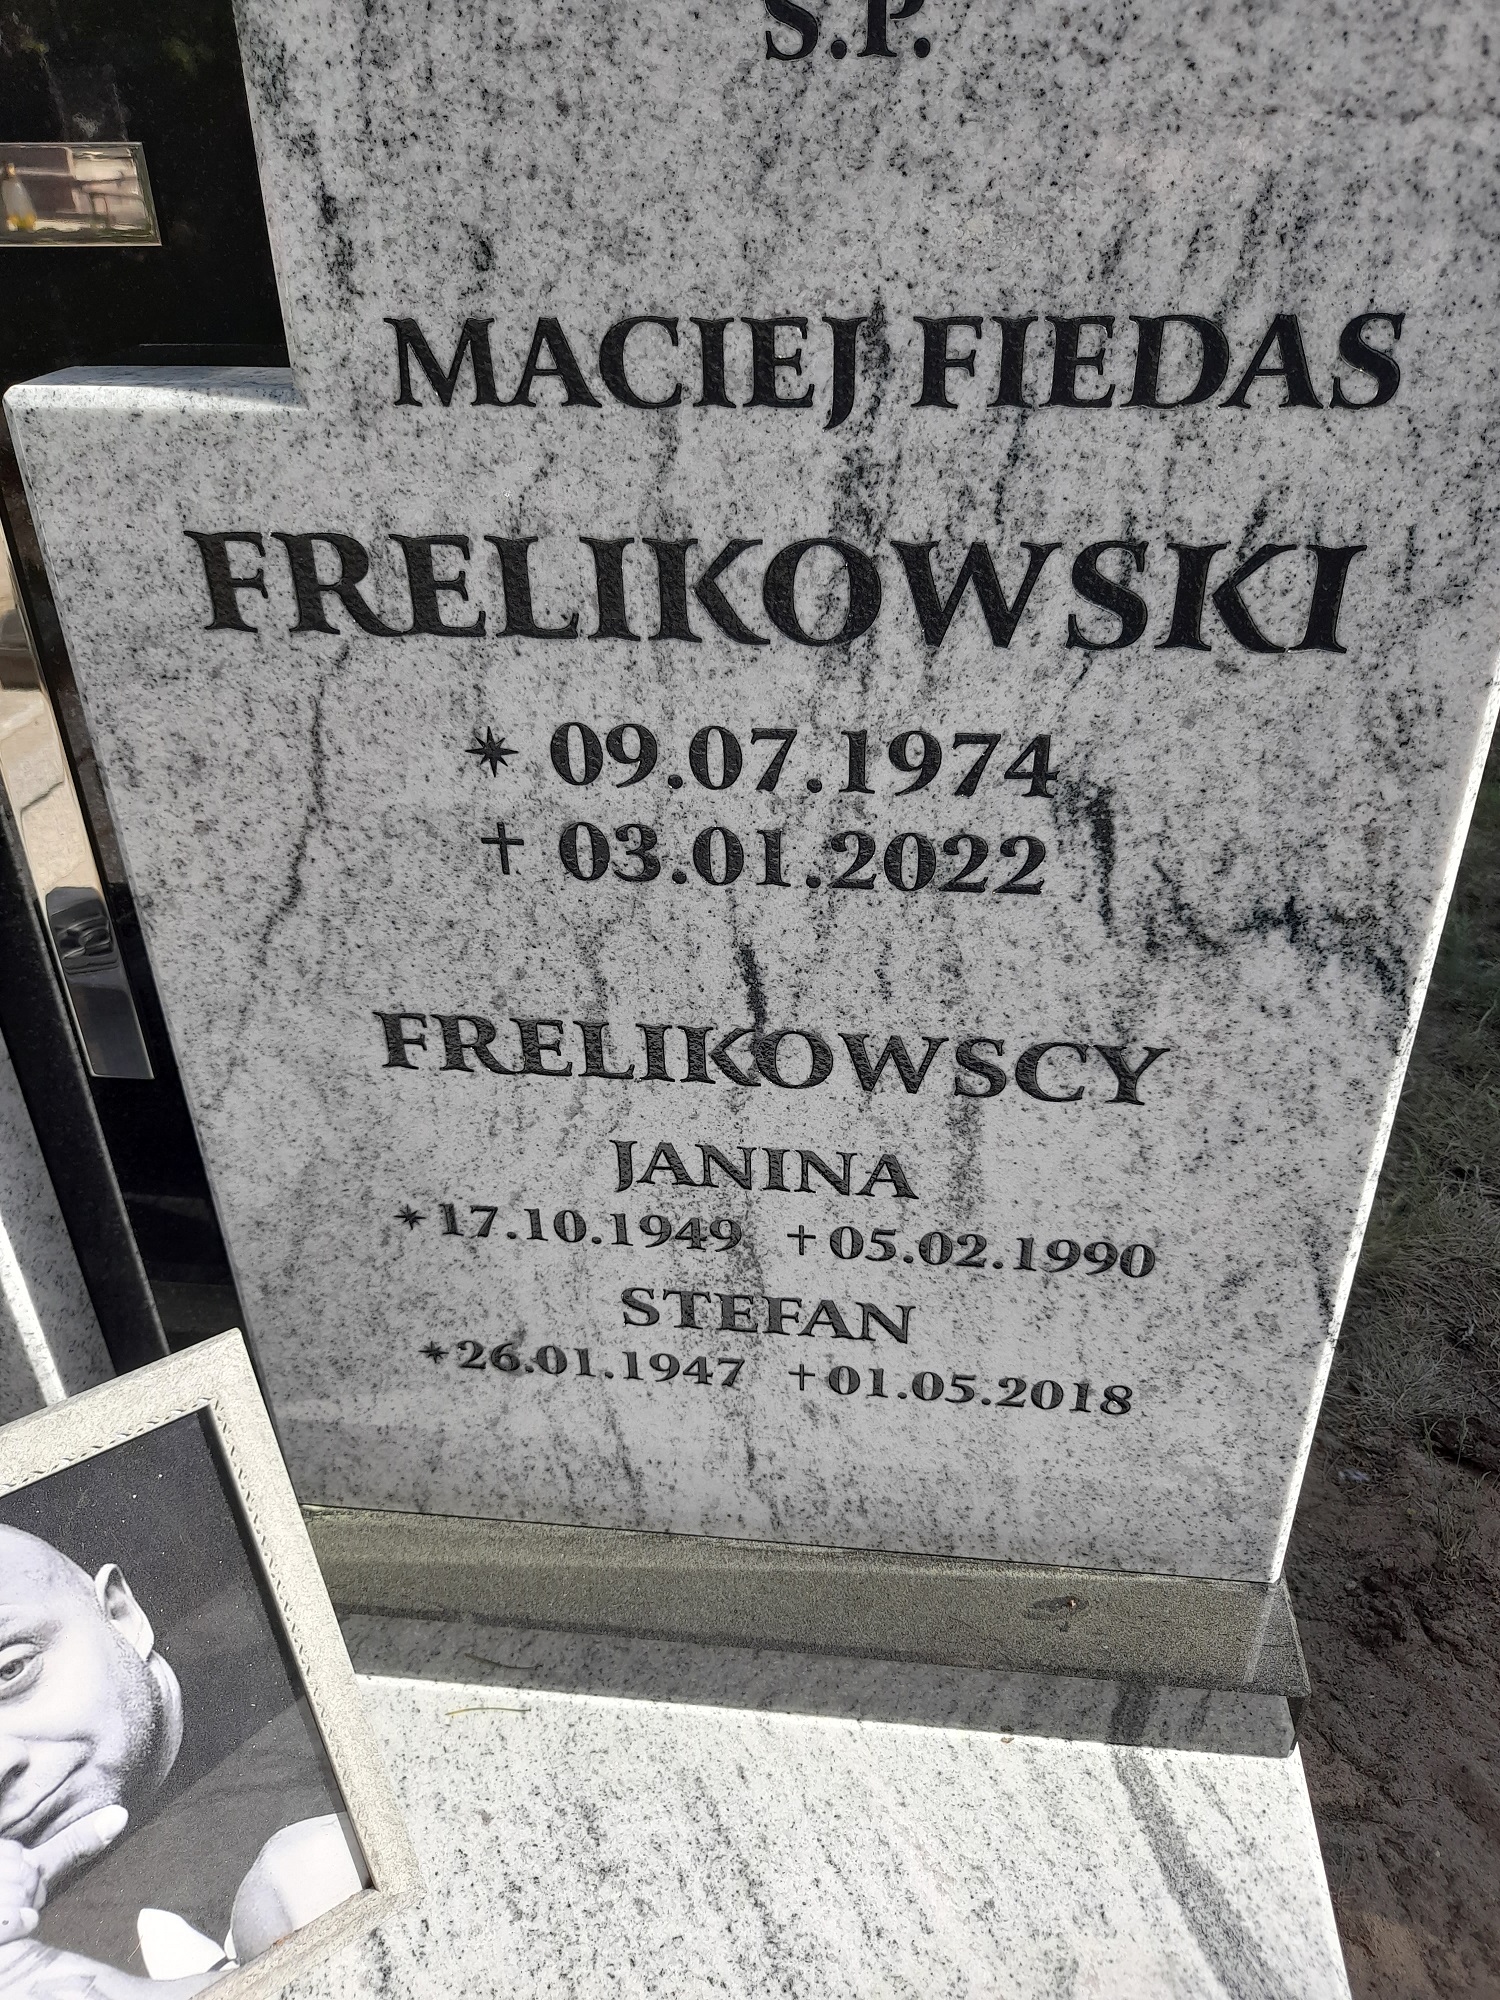 Ś.P.
MACIEJ FIEDAS
FRELIKOWSKI
* 09.07.1974
+ 03.01.2022
FRELIKOWSCY
JANINA
*17.10.1949 +05.02.1990
STEFAN
*26.01.1947 +01.05.2018